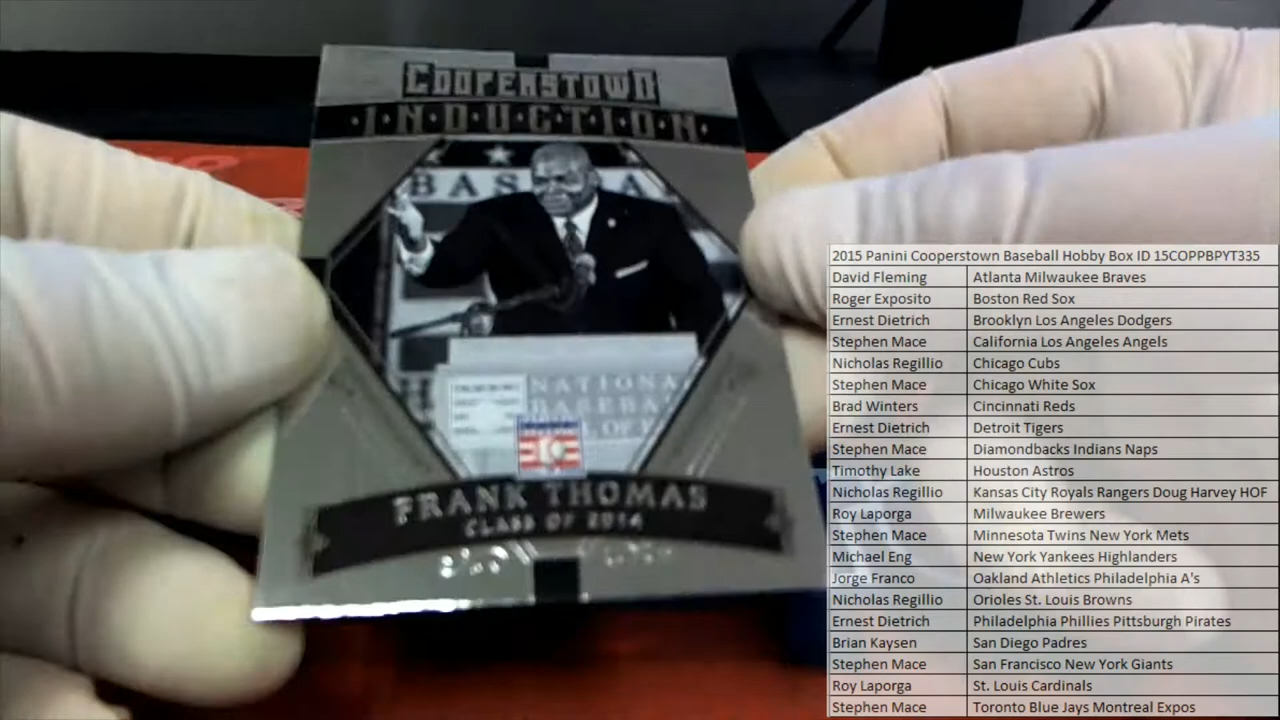 COOPERSTOWN
INDUCTION
BASEBA
NATIONA
BASEBA
L OF F
FRANK THOMAS
CLASS OF 2014
2015 Panini Cooperstown Baseball Hobby Box ID 15COPPBPYT335
David Fleming Atlanta Milwaukee Braves
Roger Exposito Boston Red Sox
Ernest Dietrich Brooklyn Los Angeles Dodgers
Stephen Mace California Los Angeles Angels
Nicholas Regillio Chicago Cubs
Stephen Mace Chicago White Sox
Brad Winters Cincinnati Reds
Ernest Dietrich Detroit Tigers
Stephen Mace Diamondbacks Indians Naps
Timothy Lake Houston Astros
Nicholas Regillio Kansas City Royals Rangers Doug Harvey HOF
Roy Laporga Milwaukee Brewers
Stephen Mace Minnesota Twins New York Mets
Michael Eng New York Yankees Highlanders
Jorge Franco Oakland Athletics Philadelphia A's
Nicholas Regillio Orioles St. Louis Browns
Ernest Dietrich Philadelphia Phillies Pittsburgh Pirates
Brian Kaysen San Diego Padres
Stephen Mace San Francisco New York Giants
Roy Laporga St. Louis Cardinals
Stephen Mace Toronto Blue Jays Montreal Expos